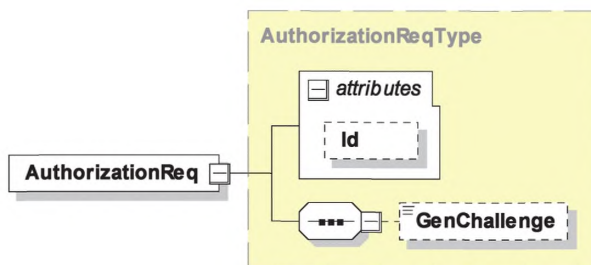 AuthorizationReqType
attributes
Id
AuthorizationReq
GenChallenge